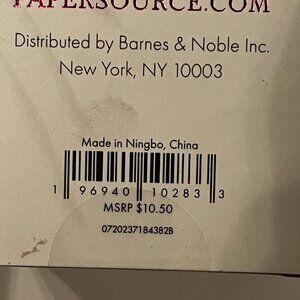 PAPERSOURCE.COM
Distributed by Barnes & Noble Inc.
New York, NY 10003
Made in Ningbo, China
1 96940 10283 3
MSRP $10.50
0720237184382B